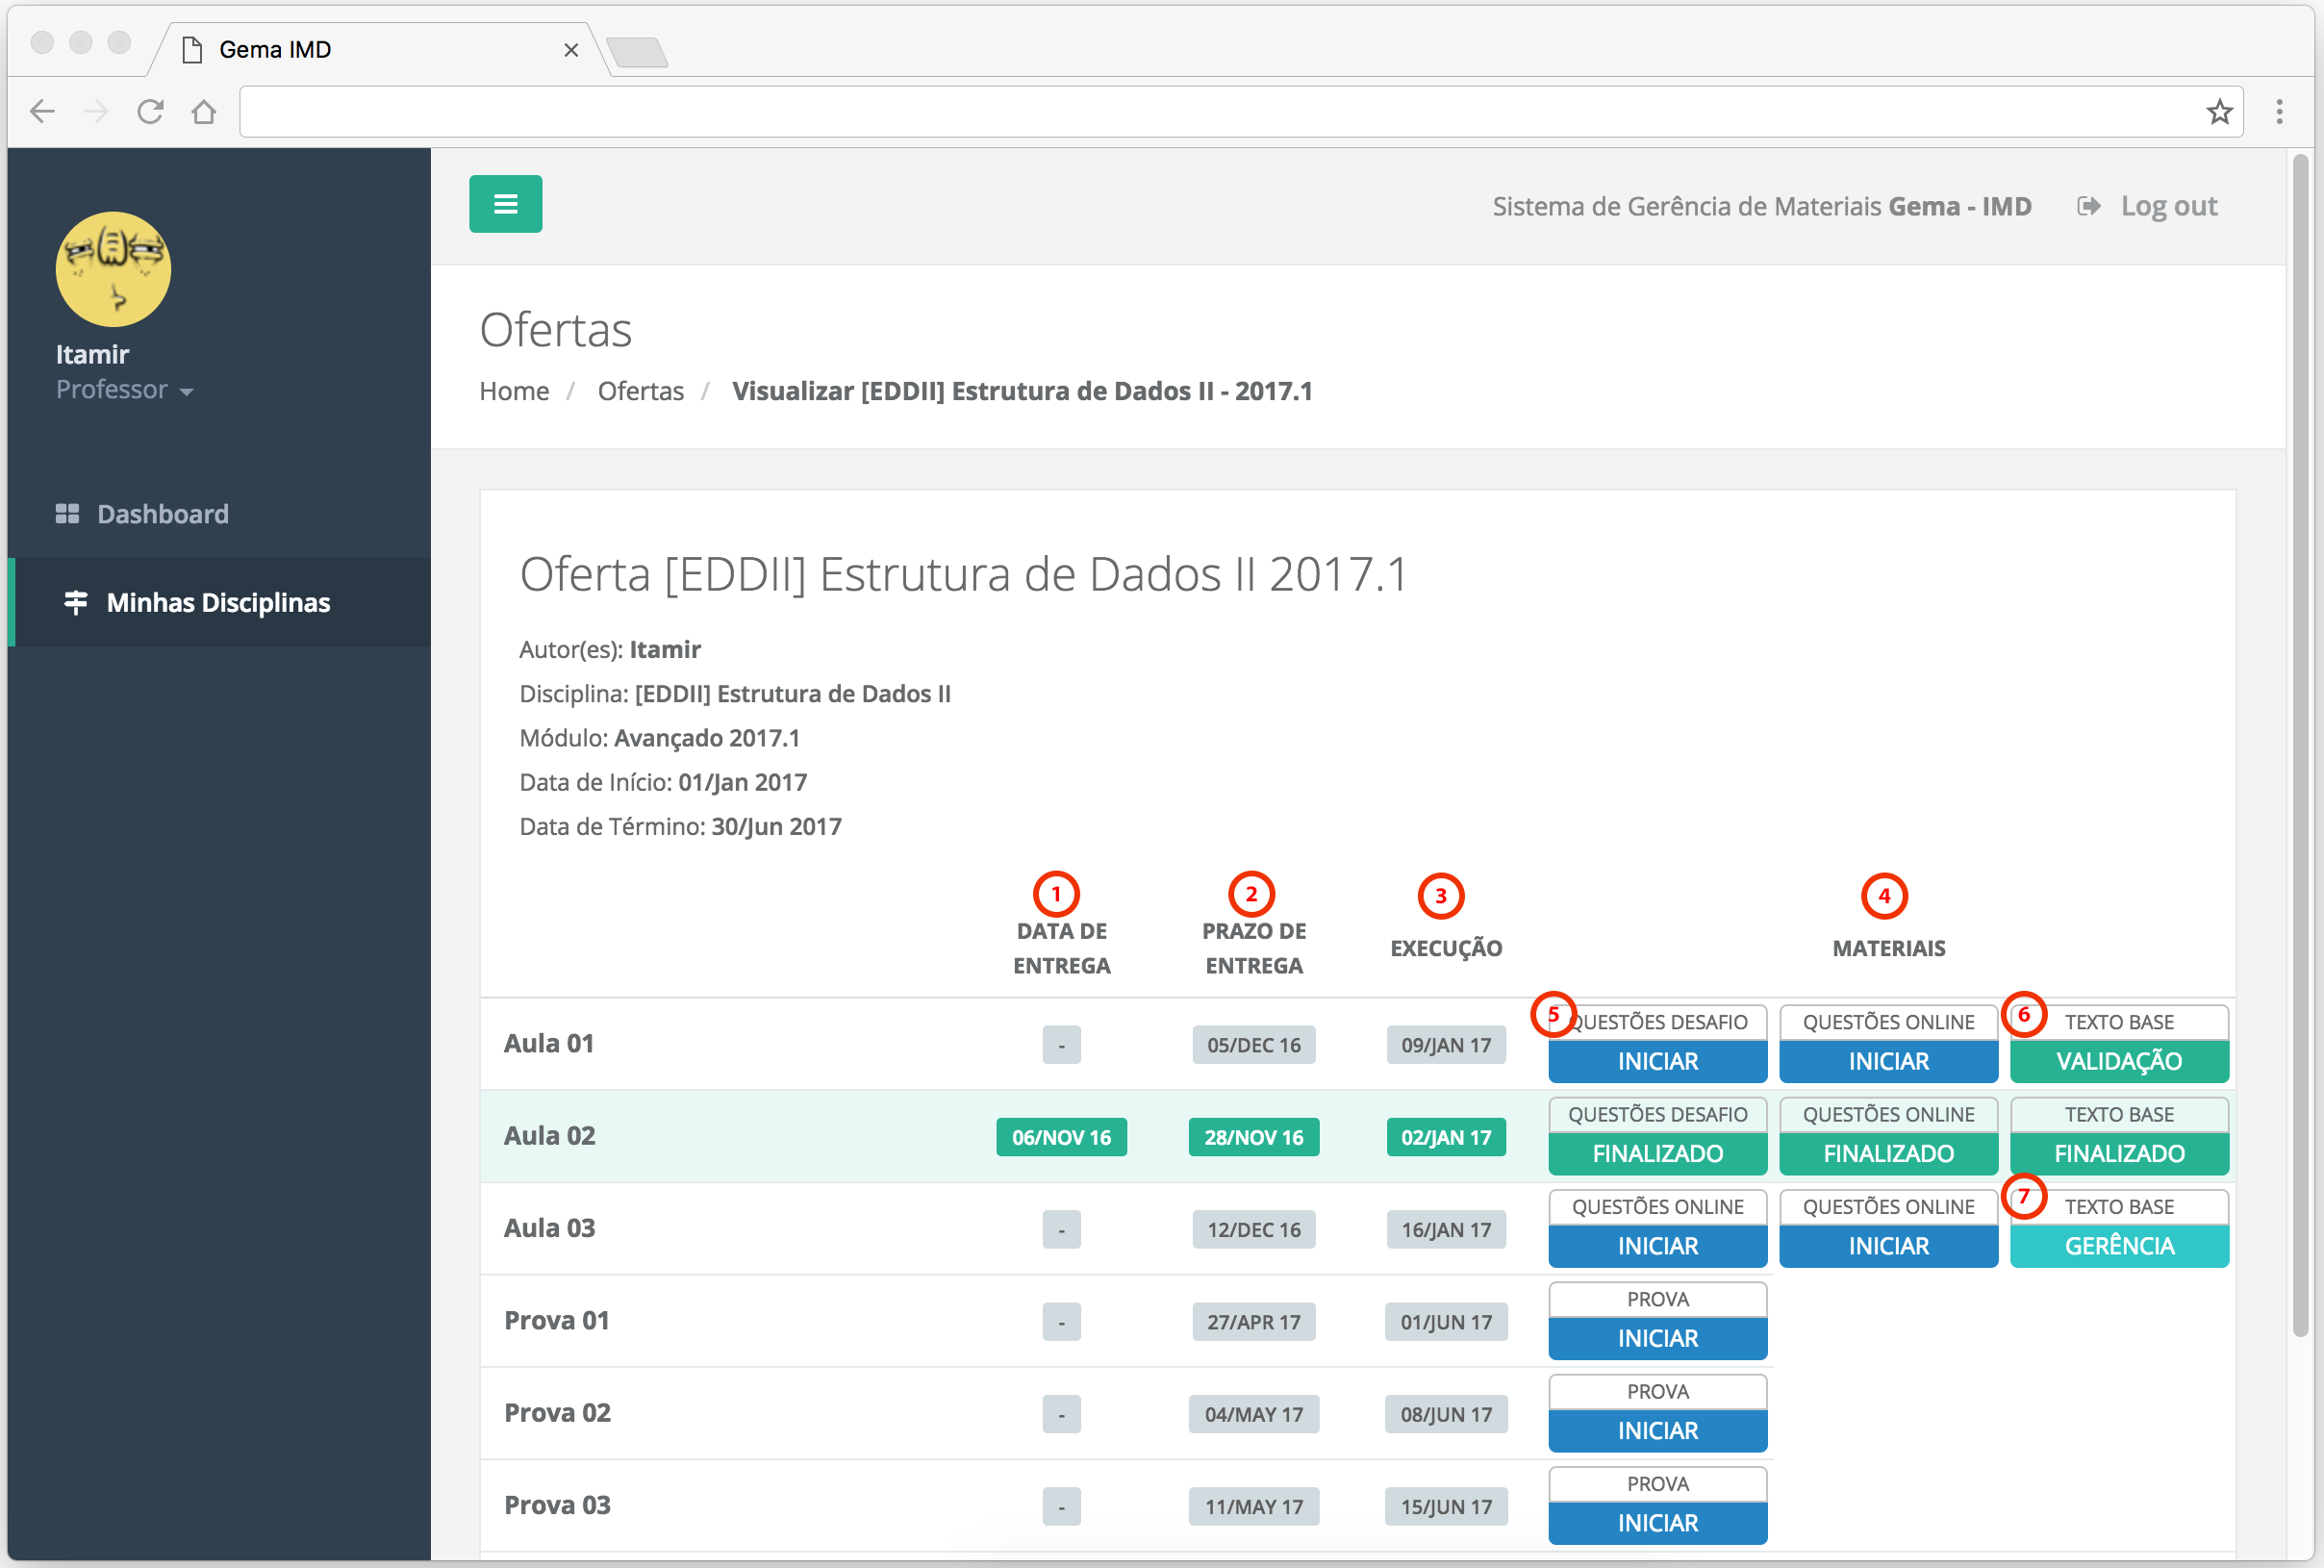 Gema IMD
Sistema de Gerência de Materiais Gema - IMD
Log out
Itamir
Professor
Dashboard
Minhas Disciplinas
Ofertas
Home / Ofertas / Visualizar [EDDII] Estrutura de Dados II - 2017.1
Oferta [EDDII] Estrutura de Dados II 2017.1
Autor(es): Itamir
Disciplina: [EDDII] Estrutura de Dados II
Módulo: Avançado 2017.1
Data de Início: 01/Jan 2017
Data de Término: 30/Jun 2017
1 2 3 4
DATA DE ENTREGA PRAZO DE ENTREGA EXECUÇÃO MATERIAIS
5 QUESTÕES DESAFIO QUESTÕES ONLINE 6 TEXTO BASE
Aula 01 - 05/DEC 16 09/JAN 17 INICIAR INICIAR VALIDAÇÃO
QUESTÕES DESAFIO QUESTÕES ONLINE TEXTO BASE
Aula 02 06/NOV 16 28/NOV 16 02/JAN 17 FINALIZADO FINALIZADO FINALIZADO
QUESTÕES ONLINE QUESTÕES ONLINE 7 TEXTO BASE
Aula 03 - 12/DEC 16 16/JAN 17 INICIAR INICIAR GERÊNCIA
PROVA
Prova 01 - 27/APR 17 01/JUN 17 INICIAR
PROVA
Prova 02 - 04/MAY 17 08/JUN 17 INICIAR
PROVA
Prova 03 - 11/MAY 17 15/JUN 17 INICIAR